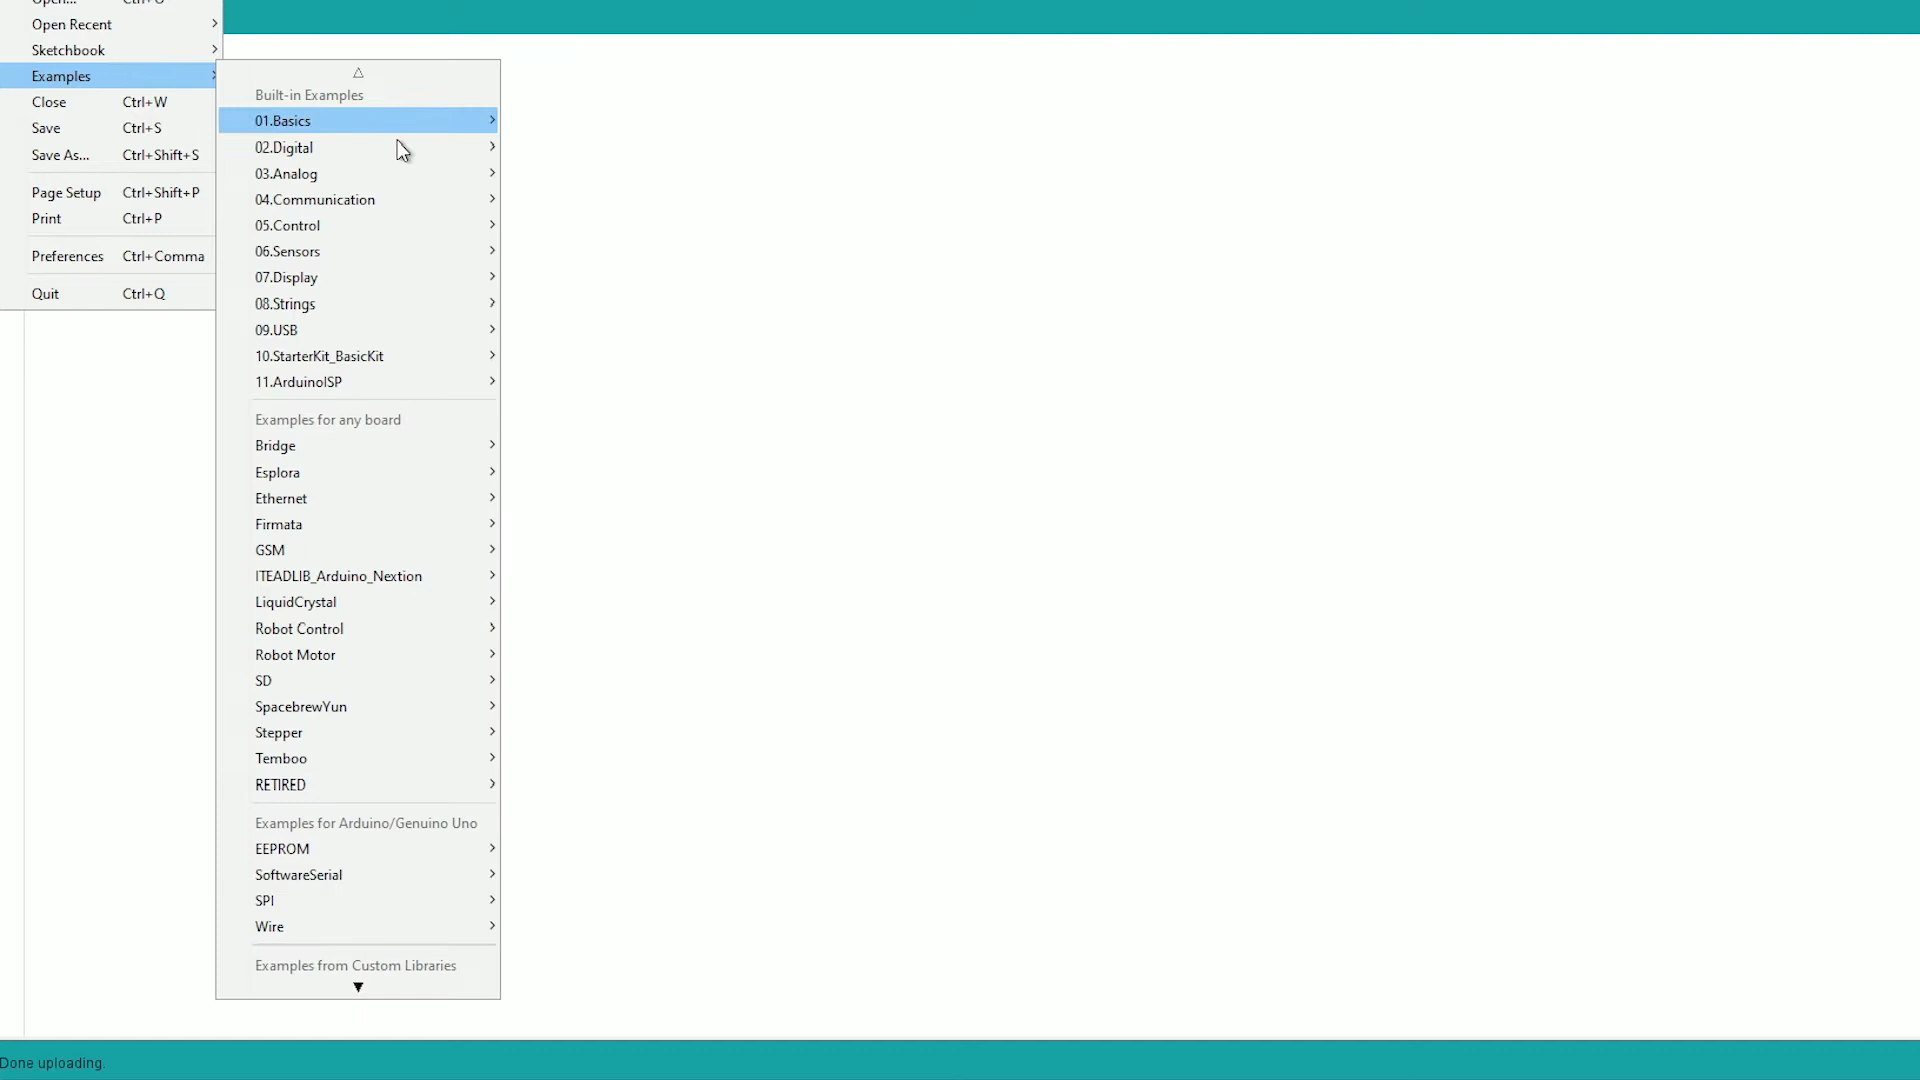 Open... Ctrl+O
Open Recent
Sketchbook
Examples
Close Ctrl+W
Save Ctrl+S
Save As... Ctrl+Shift+S
Page Setup Ctrl+Shift+P
Print Ctrl+P
Preferences Ctrl+Comma
Quit Ctrl+Q
Built-in Examples
01.Basics
02.Digital
03.Analog
04.Communication
05.Control
06.Sensors
07.Display
08.Strings
09.USB
10.StarterKit_BasicKit
11.ArduinoISP
Examples for any board
Bridge
Esplora
Ethernet
Firmata
GSM
ITEADLIB_Arduino_Nextion
LiquidCrystal
Robot Control
Robot Motor
SD
SpacebrewYun
Stepper
Temboo
RETIRED
Examples for Arduino/Genuino Uno
EEPROM
SoftwareSerial
SPI
Wire
Examples from Custom Libraries
Done uploading.